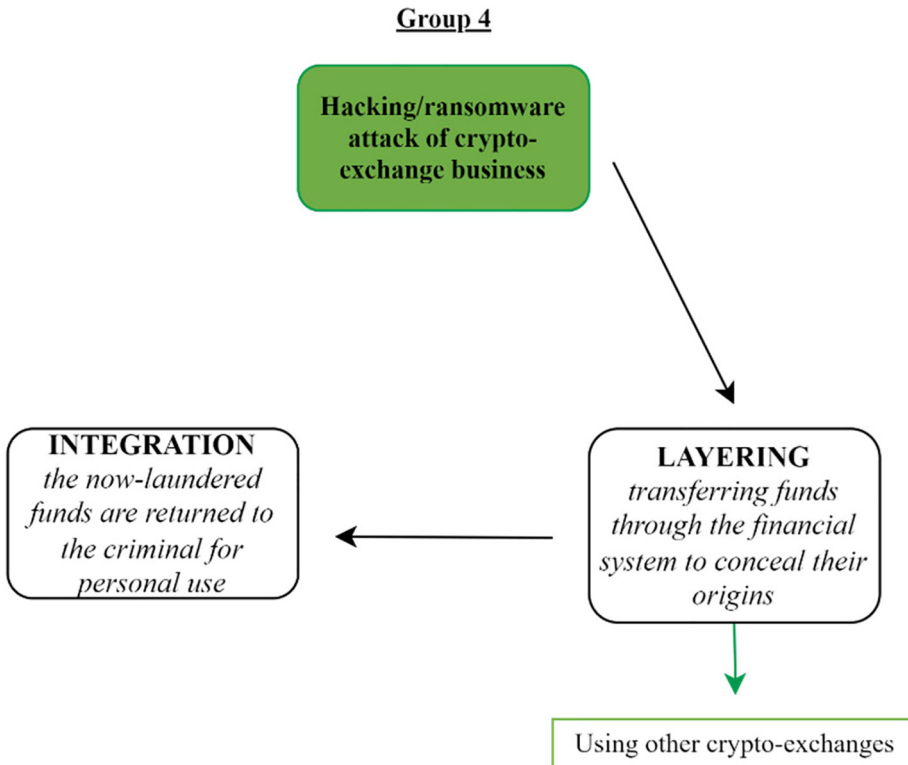 Group 4
Hacking/ransomware
attack of crypto-
exchange business
INTEGRATION
the now-laundered
funds are returned to
the criminal for
personal use
LAYERING
transferring funds
through the financial
system to conceal their
origins
Using other crypto-exchanges